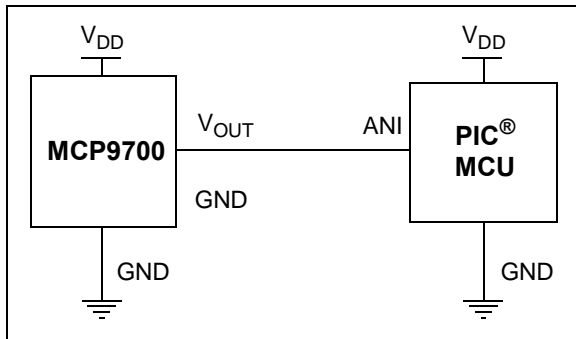 VDD
VDD
MCP9700
VOUT
ANI
PIC®
MCU
GND
GND
GND